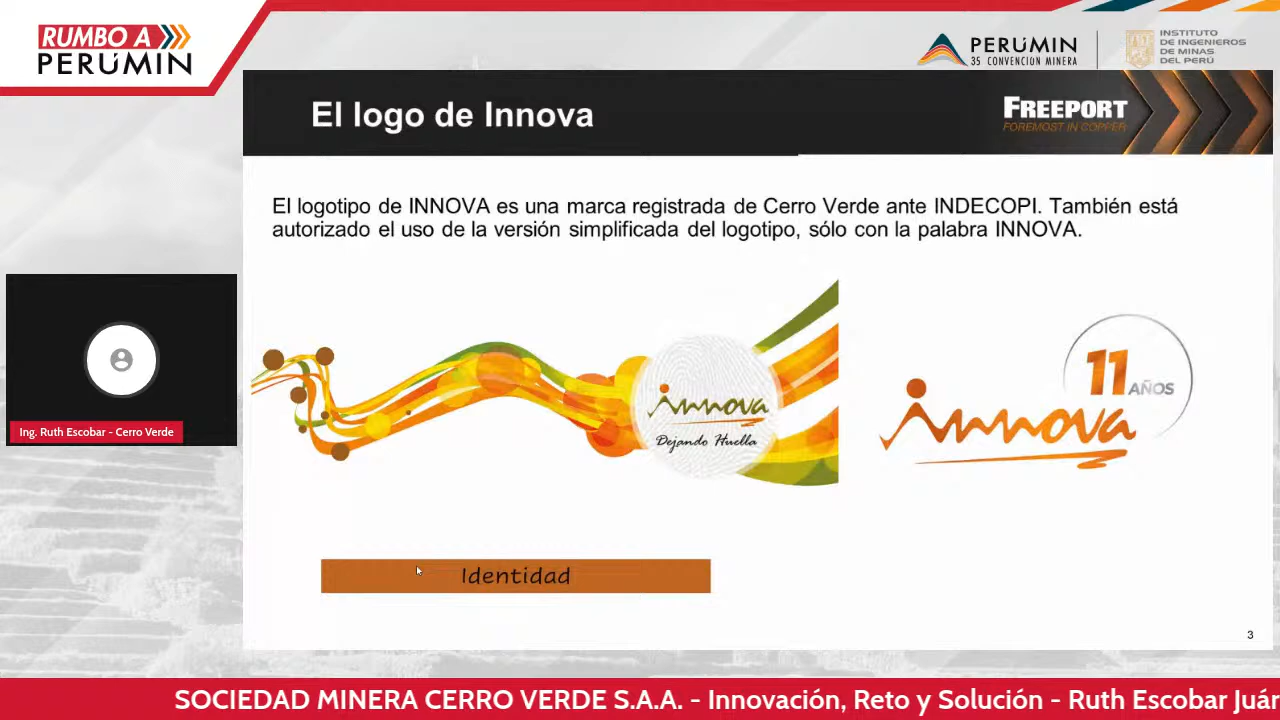 RUMBO A
PERÚMIN
PERÚMIN
35 CONVENCIÓN MINERA
INSTITUTO
DE INGENIEROS
DE MINAS
DEL PERÚ
El logo de Innova
FREEPORT
FOREMOST IN COPPER
El logotipo de INNOVA es una marca registrada de Cerro Verde ante INDECOPI. También está
autorizado el uso de la versión simplificada del logotipo, sólo con la palabra INNOVA.
innova
Dejando Huella
11 AÑOS
innova
Ing. Ruth Escobar - Cerro Verde
Identidad
3
SOCIEDAD MINERA CERRO VERDE S.A.A. - Innovación, Reto y Solución - Ruth Escobar Juár